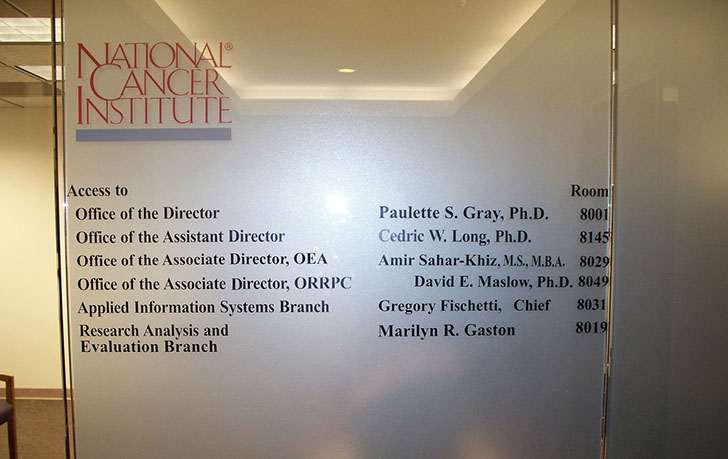 NATIONAL®
CANCER
INSTITUTE
Access to Room
Office of the Director Paulette S. Gray, Ph.D. 8001
Office of the Assistant Director Cedric W. Long, Ph.D. 8145
Office of the Associate Director, OEA Amir Sahar-Khiz, M.S., M.B.A. 8029
Office of the Associate Director, ORRPC David E. Maslow, Ph.D. 8049
Applied Information Systems Branch Gregory Fischetti, Chief 8031
Research Analysis and Marilyn R. Gaston 8019
Evaluation Branch